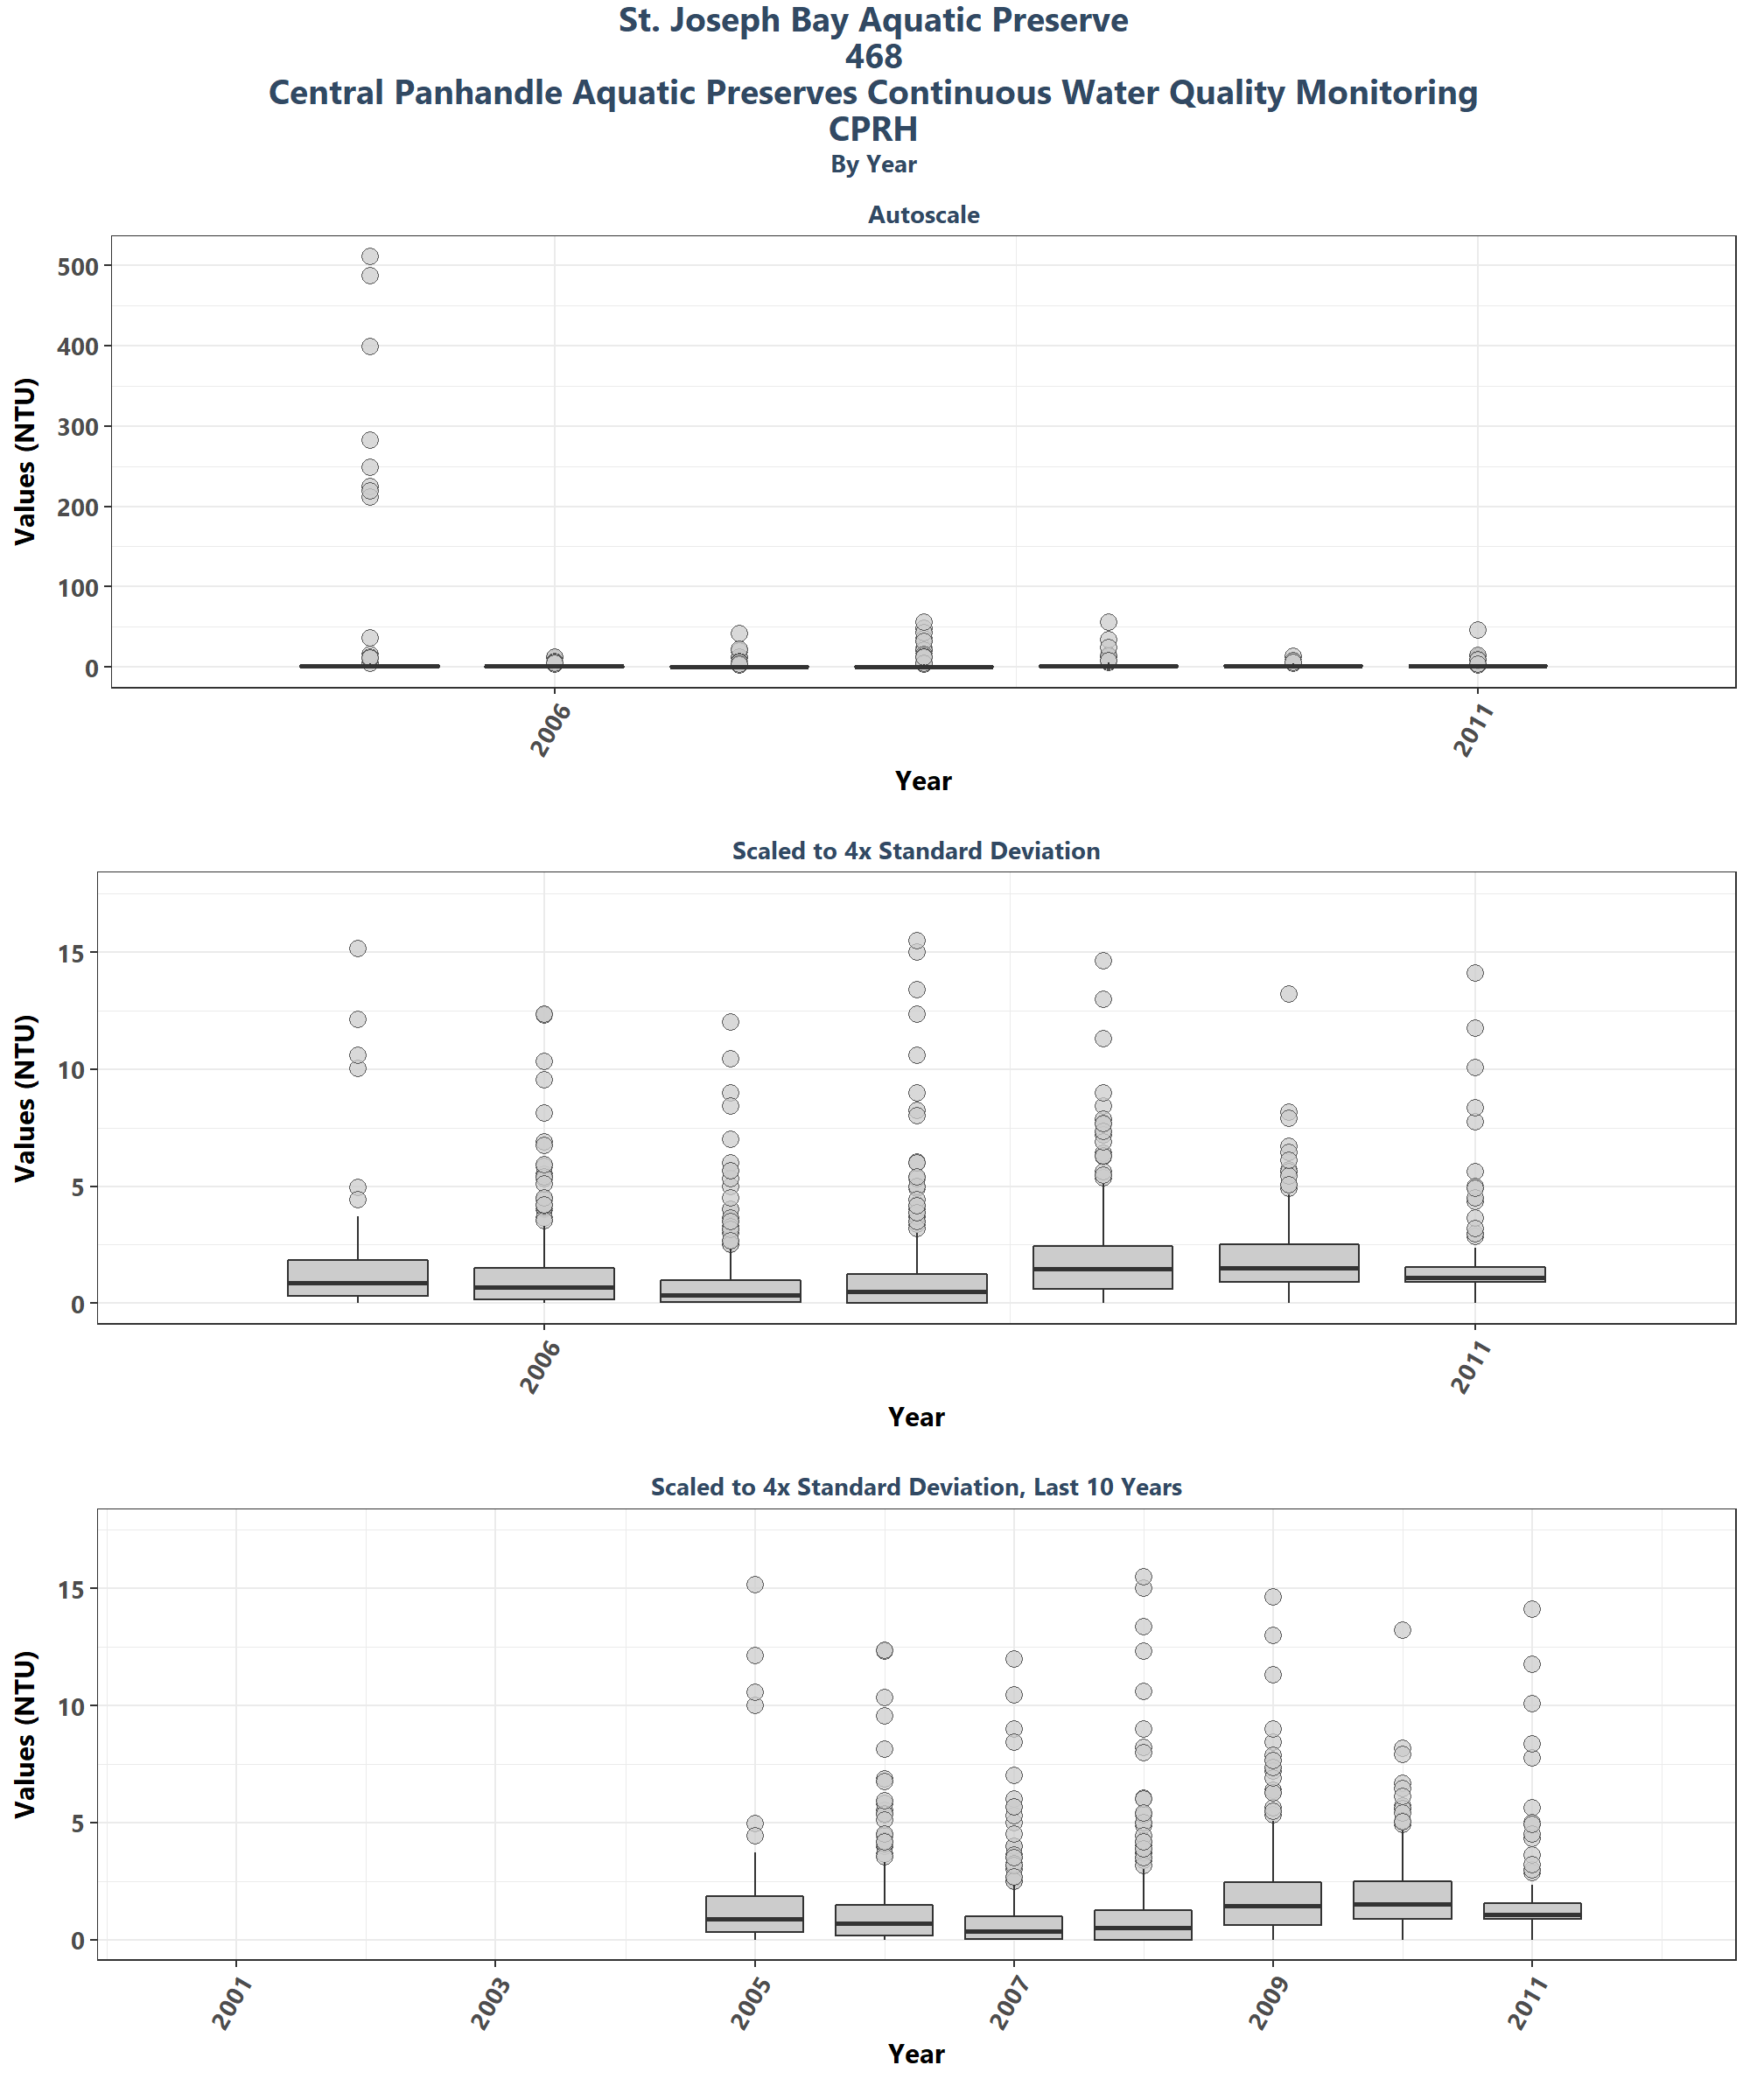 St. Joseph Bay Aquatic Preserve
468
Central Panhandle Aquatic Preserves Continuous Water Quality Monitoring
CPRH
By Year
Autoscale
Values (NTU)
500
400
300
200
100
0
2006
2011
Year
Scaled to 4x Standard Deviation
Values (NTU)
15
10
5
0
2006
2011
Year
Scaled to 4x Standard Deviation, Last 10 Years
Values (NTU)
15
10
5
0
2001
2003
2005
2007
2009
2011
Year